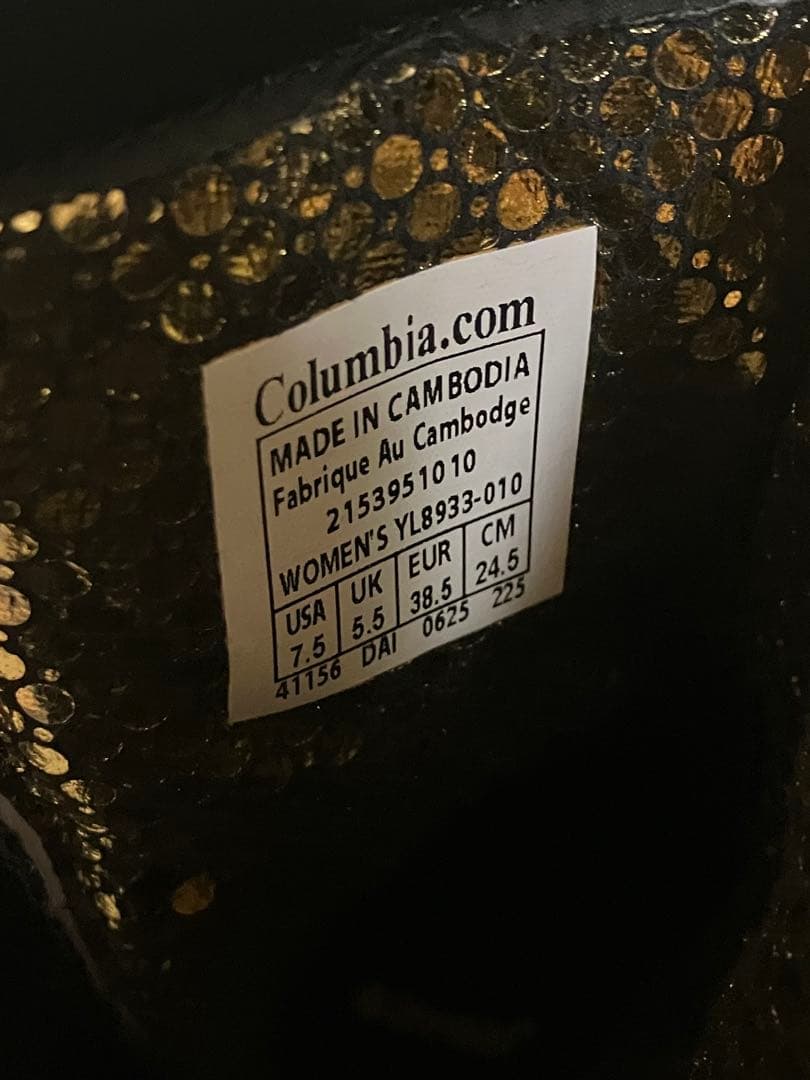 Columbia.com
MADE IN CAMBODIA
Fabrique Au Cambodge
2153951010
WOMEN'S YL8933-010
USA UK EUR CM
7.5 5.5 38.5 24.5
41156 DAI 0625 225